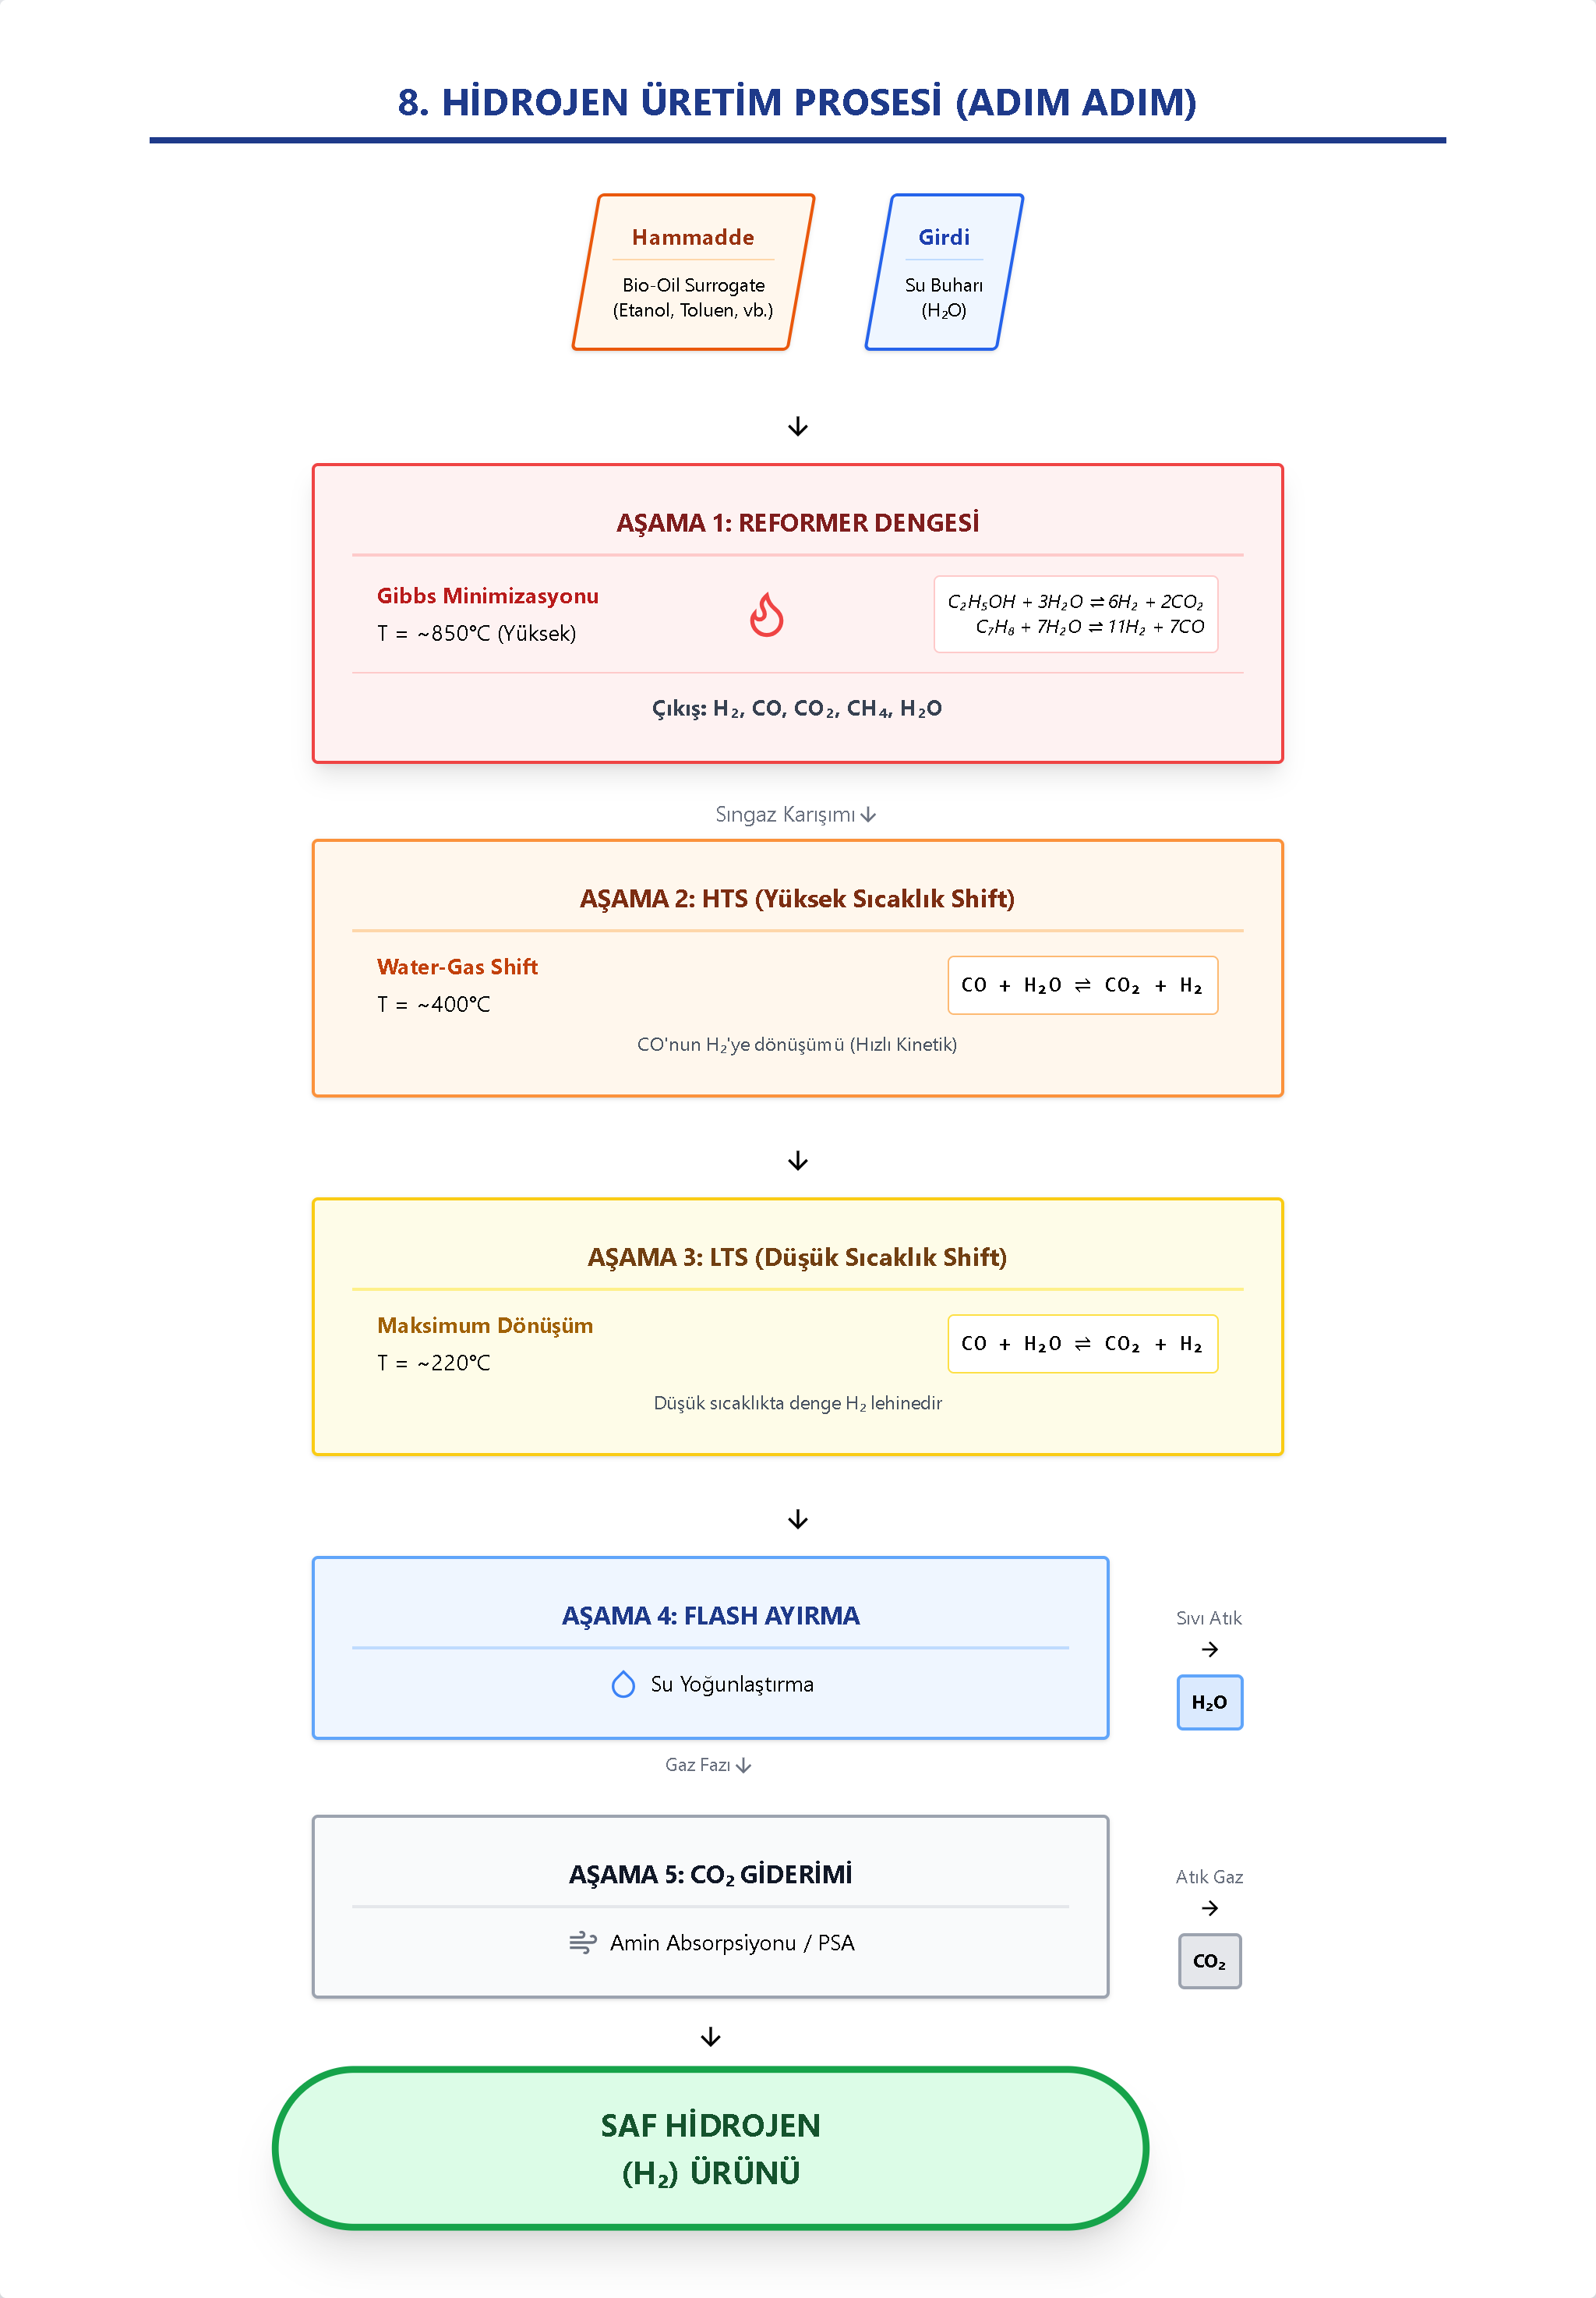 8. HİDROJEN ÜRETİM PROSESİ (ADIM ADIM)
Hammadde
Bio-Oil Surrogate
(Etanol, Toluen, vb.)
Girdi
Su Buharı
(H₂O)
↓
AŞAMA 1: REFORMER DENGESİ
Gibbs Minimizasyonu
T = ~850°C (Yüksek)
C₂H₅OH + 3H₂O ⇌ 6H₂ + 2CO₂
C₇H₈ + 7H₂O ⇌ 11H₂ + 7CO
Çıkış: H₂, CO, CO₂, CH₄, H₂O
Sıngaz Karışımı ↓
AŞAMA 2: HTS (Yüksek Sıcaklık Shift)
Water-Gas Shift
T = ~400°C
CO + H₂O ⇌ CO₂ + H₂
CO'nun H₂'ye dönüşümü (Hızlı Kinetik)
↓
AŞAMA 3: LTS (Düşük Sıcaklık Shift)
Maksimum Dönüşüm
T = ~220°C
CO + H₂O ⇌ CO₂ + H₂
Düşük sıcaklıkta denge H₂ lehinedir
↓
AŞAMA 4: FLASH AYIRMA
Su Yoğunlaştırma
Sıvı Atık
→
H₂O
Gaz Fazı ↓
AŞAMA 5: CO₂ GİDERİMİ
Amin Absorpsiyonu / PSA
Atık Gaz
→
CO₂
↓
SAF HİDROJEN
(H₂) ÜRÜNÜ